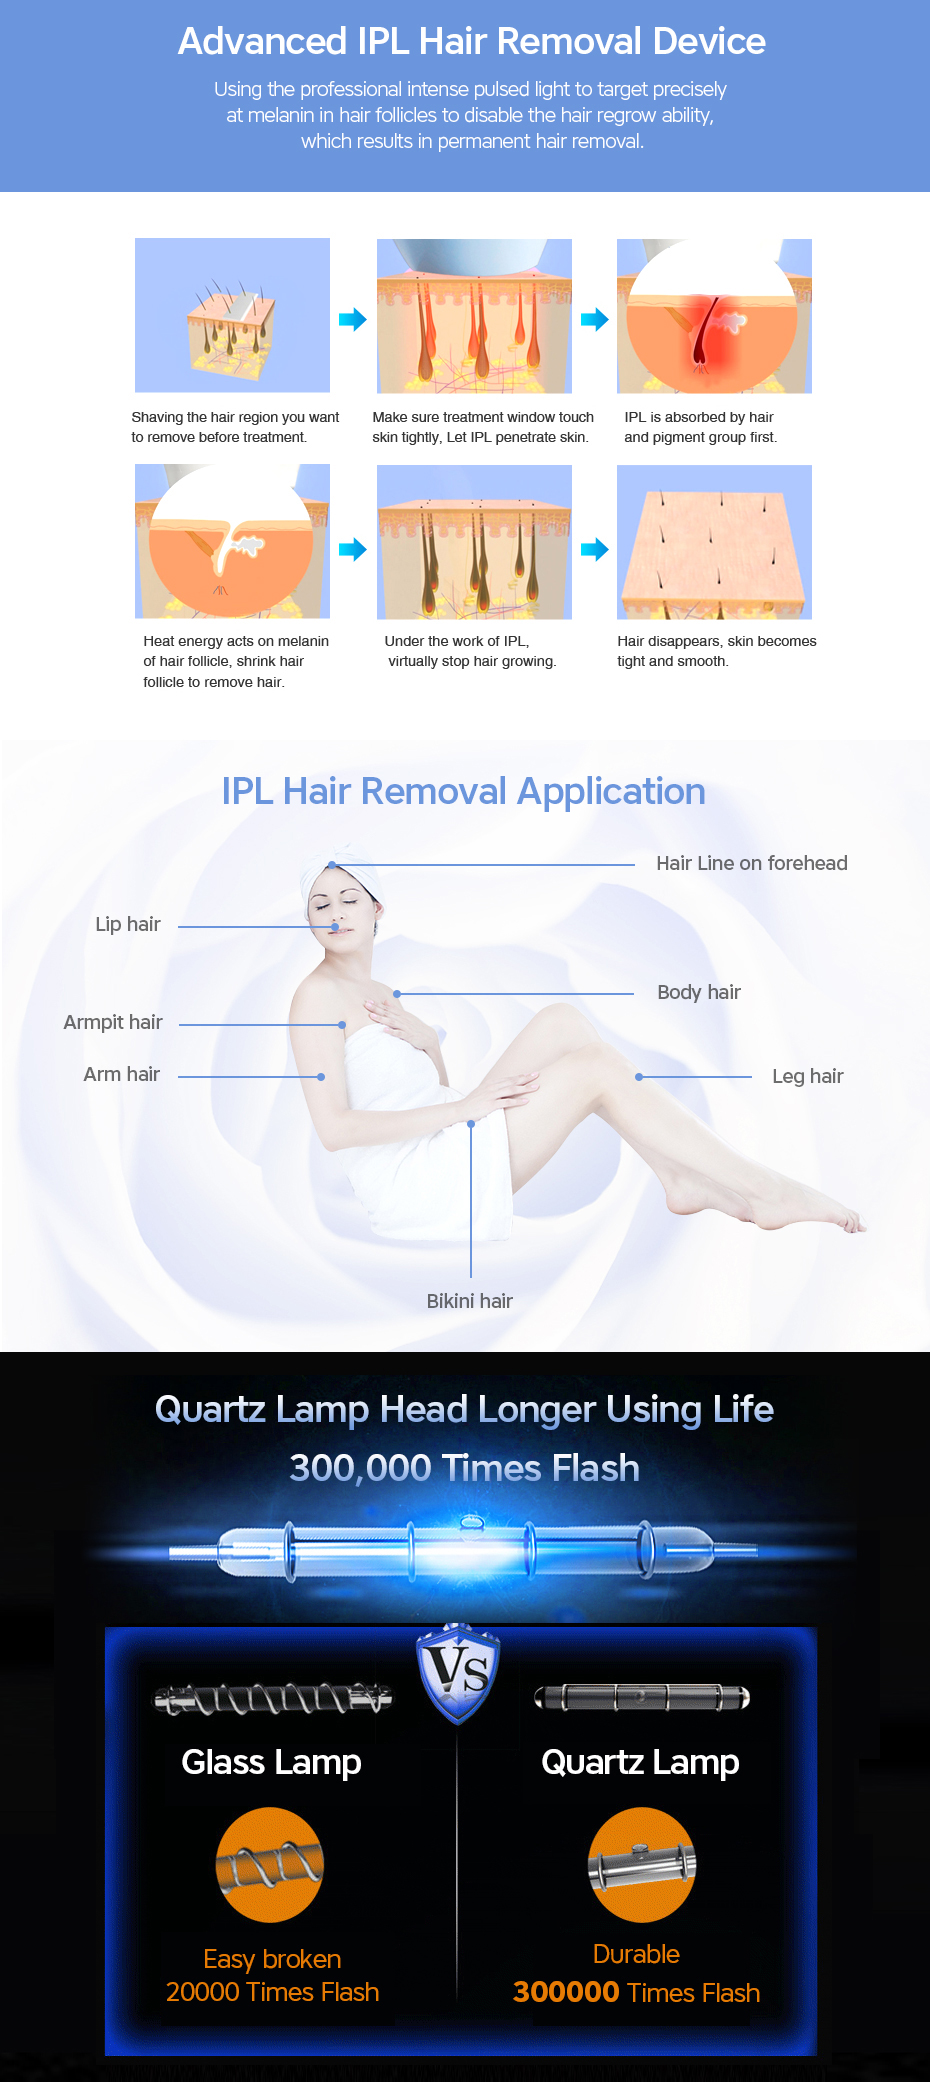 Advanced IPL Hair Removal Device
Using the professional intense pulsed light to target precisely
at melanin in hair follicles to disable the hair regrow ability,
which results in permanent hair removal.
Shaving the hair region you want
to remove before treatment.
Make sure treatment window touch
skin tightly, Let IPL penetrate skin.
IPL is absorbed by hair
and pigment group first.
Heat energy acts on melanin
of hair follicle, shrink hair
follicle to remove hair.
Under the work of IPL,
virtually stop hair growing.
Hair disappears, skin becomes
tight and smooth.
IPL Hair Removal Application
Hair Line on forehead
Lip hair
Body hair
Armpit hair
Arm hair
Leg hair
Bikini hair
Quartz Lamp Head Longer Using Life
300,000 Times Flash
Vs
Glass Lamp
Quartz Lamp
Easy broken
20000 Times Flash
Durable
300000 Times Flash